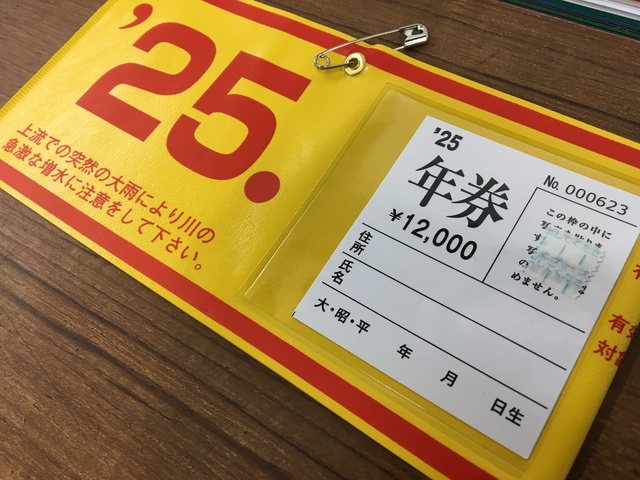 '25.
上流での突然の大雨により川の
急激な増水に注意をして下さい。
'25
年券
¥12,000
No. 000623
この枠の中に
めません。
住所
氏名
大・昭・平 年 月 日生